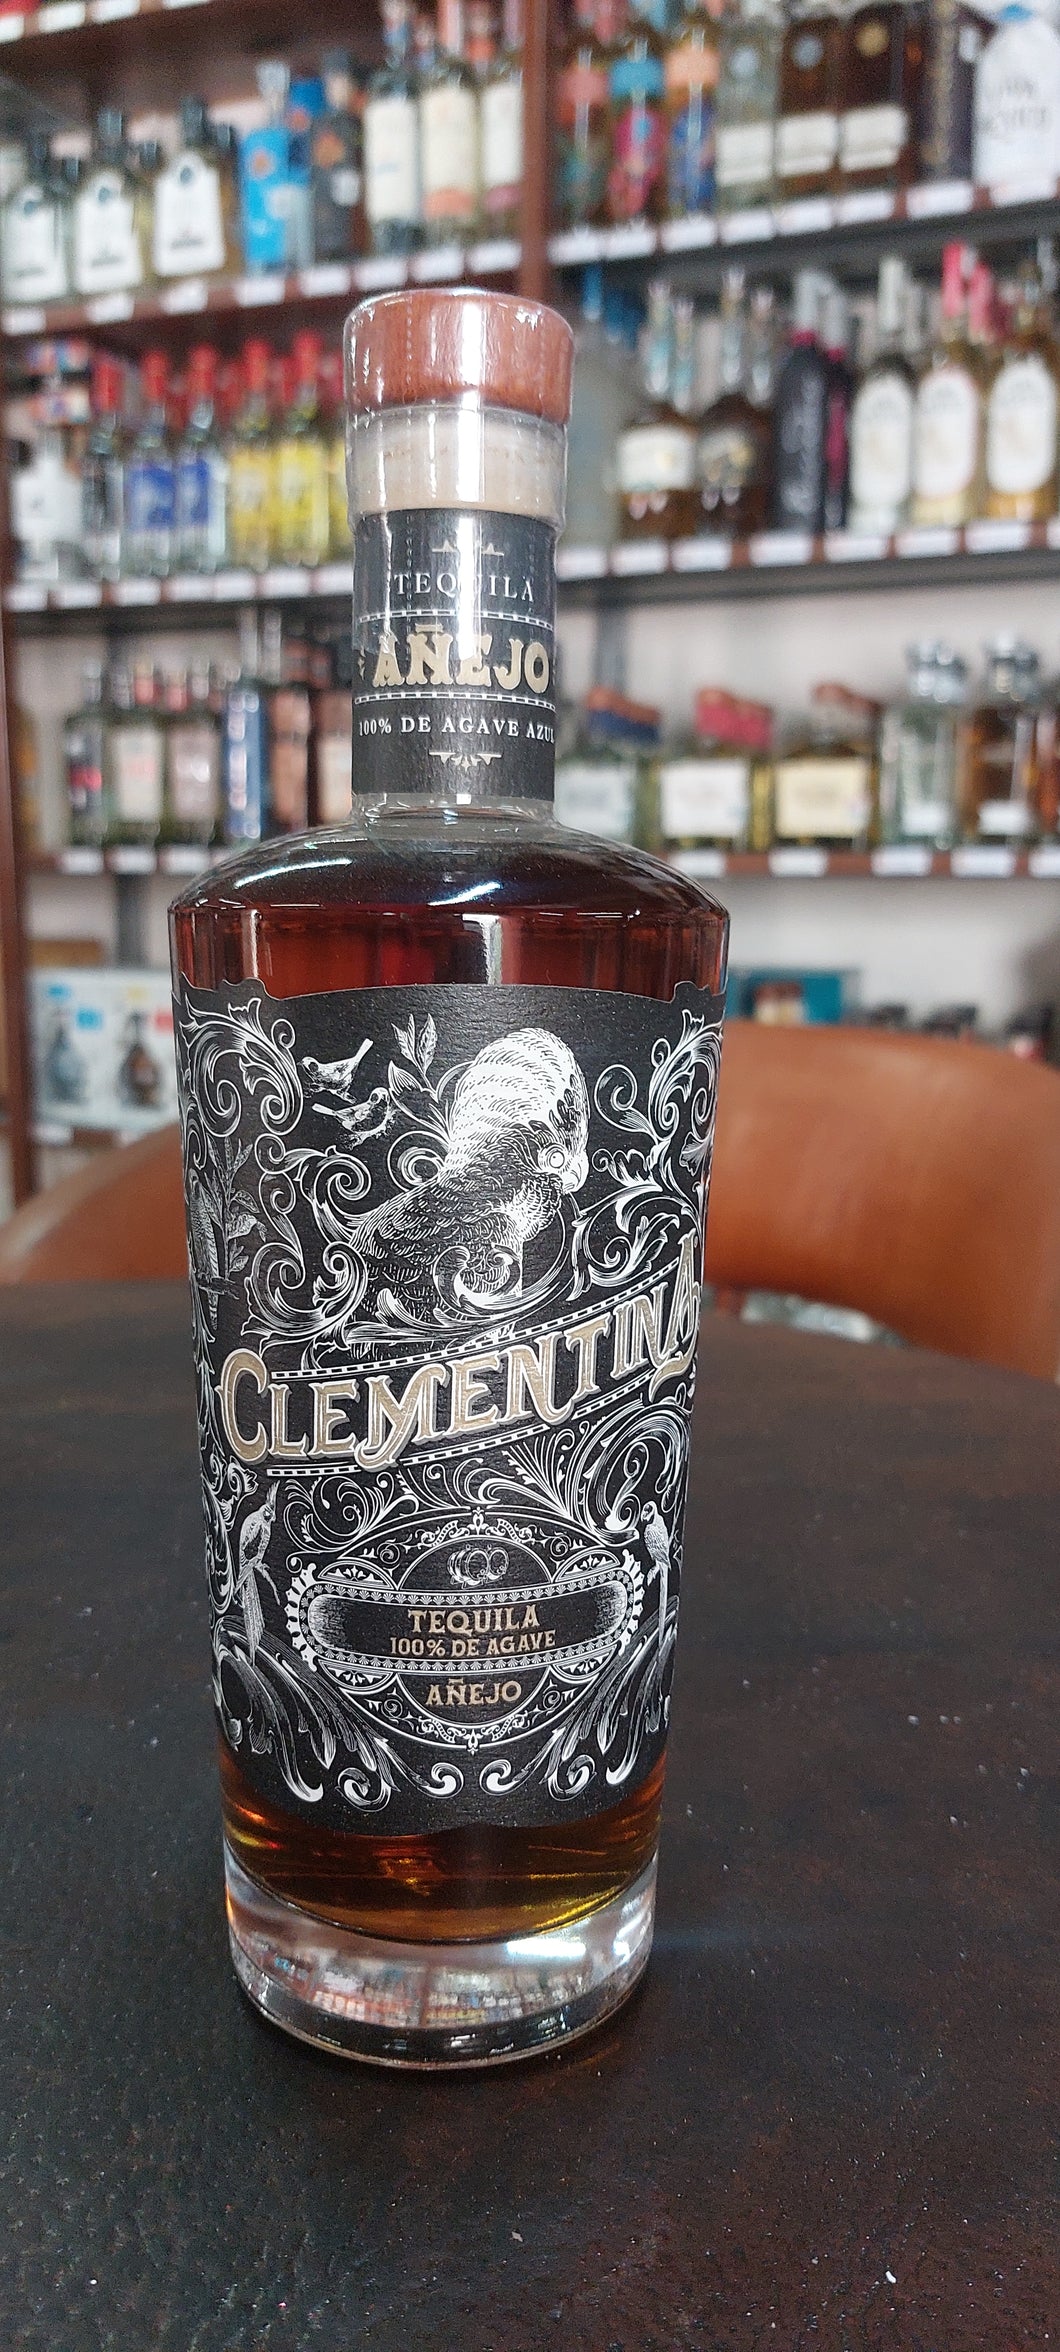 TEQUILA
AÑEJO
100% DE AGAVE AZUL
CLEMENTINA
TEQUILA
100% DE AGAVE
AÑEJO